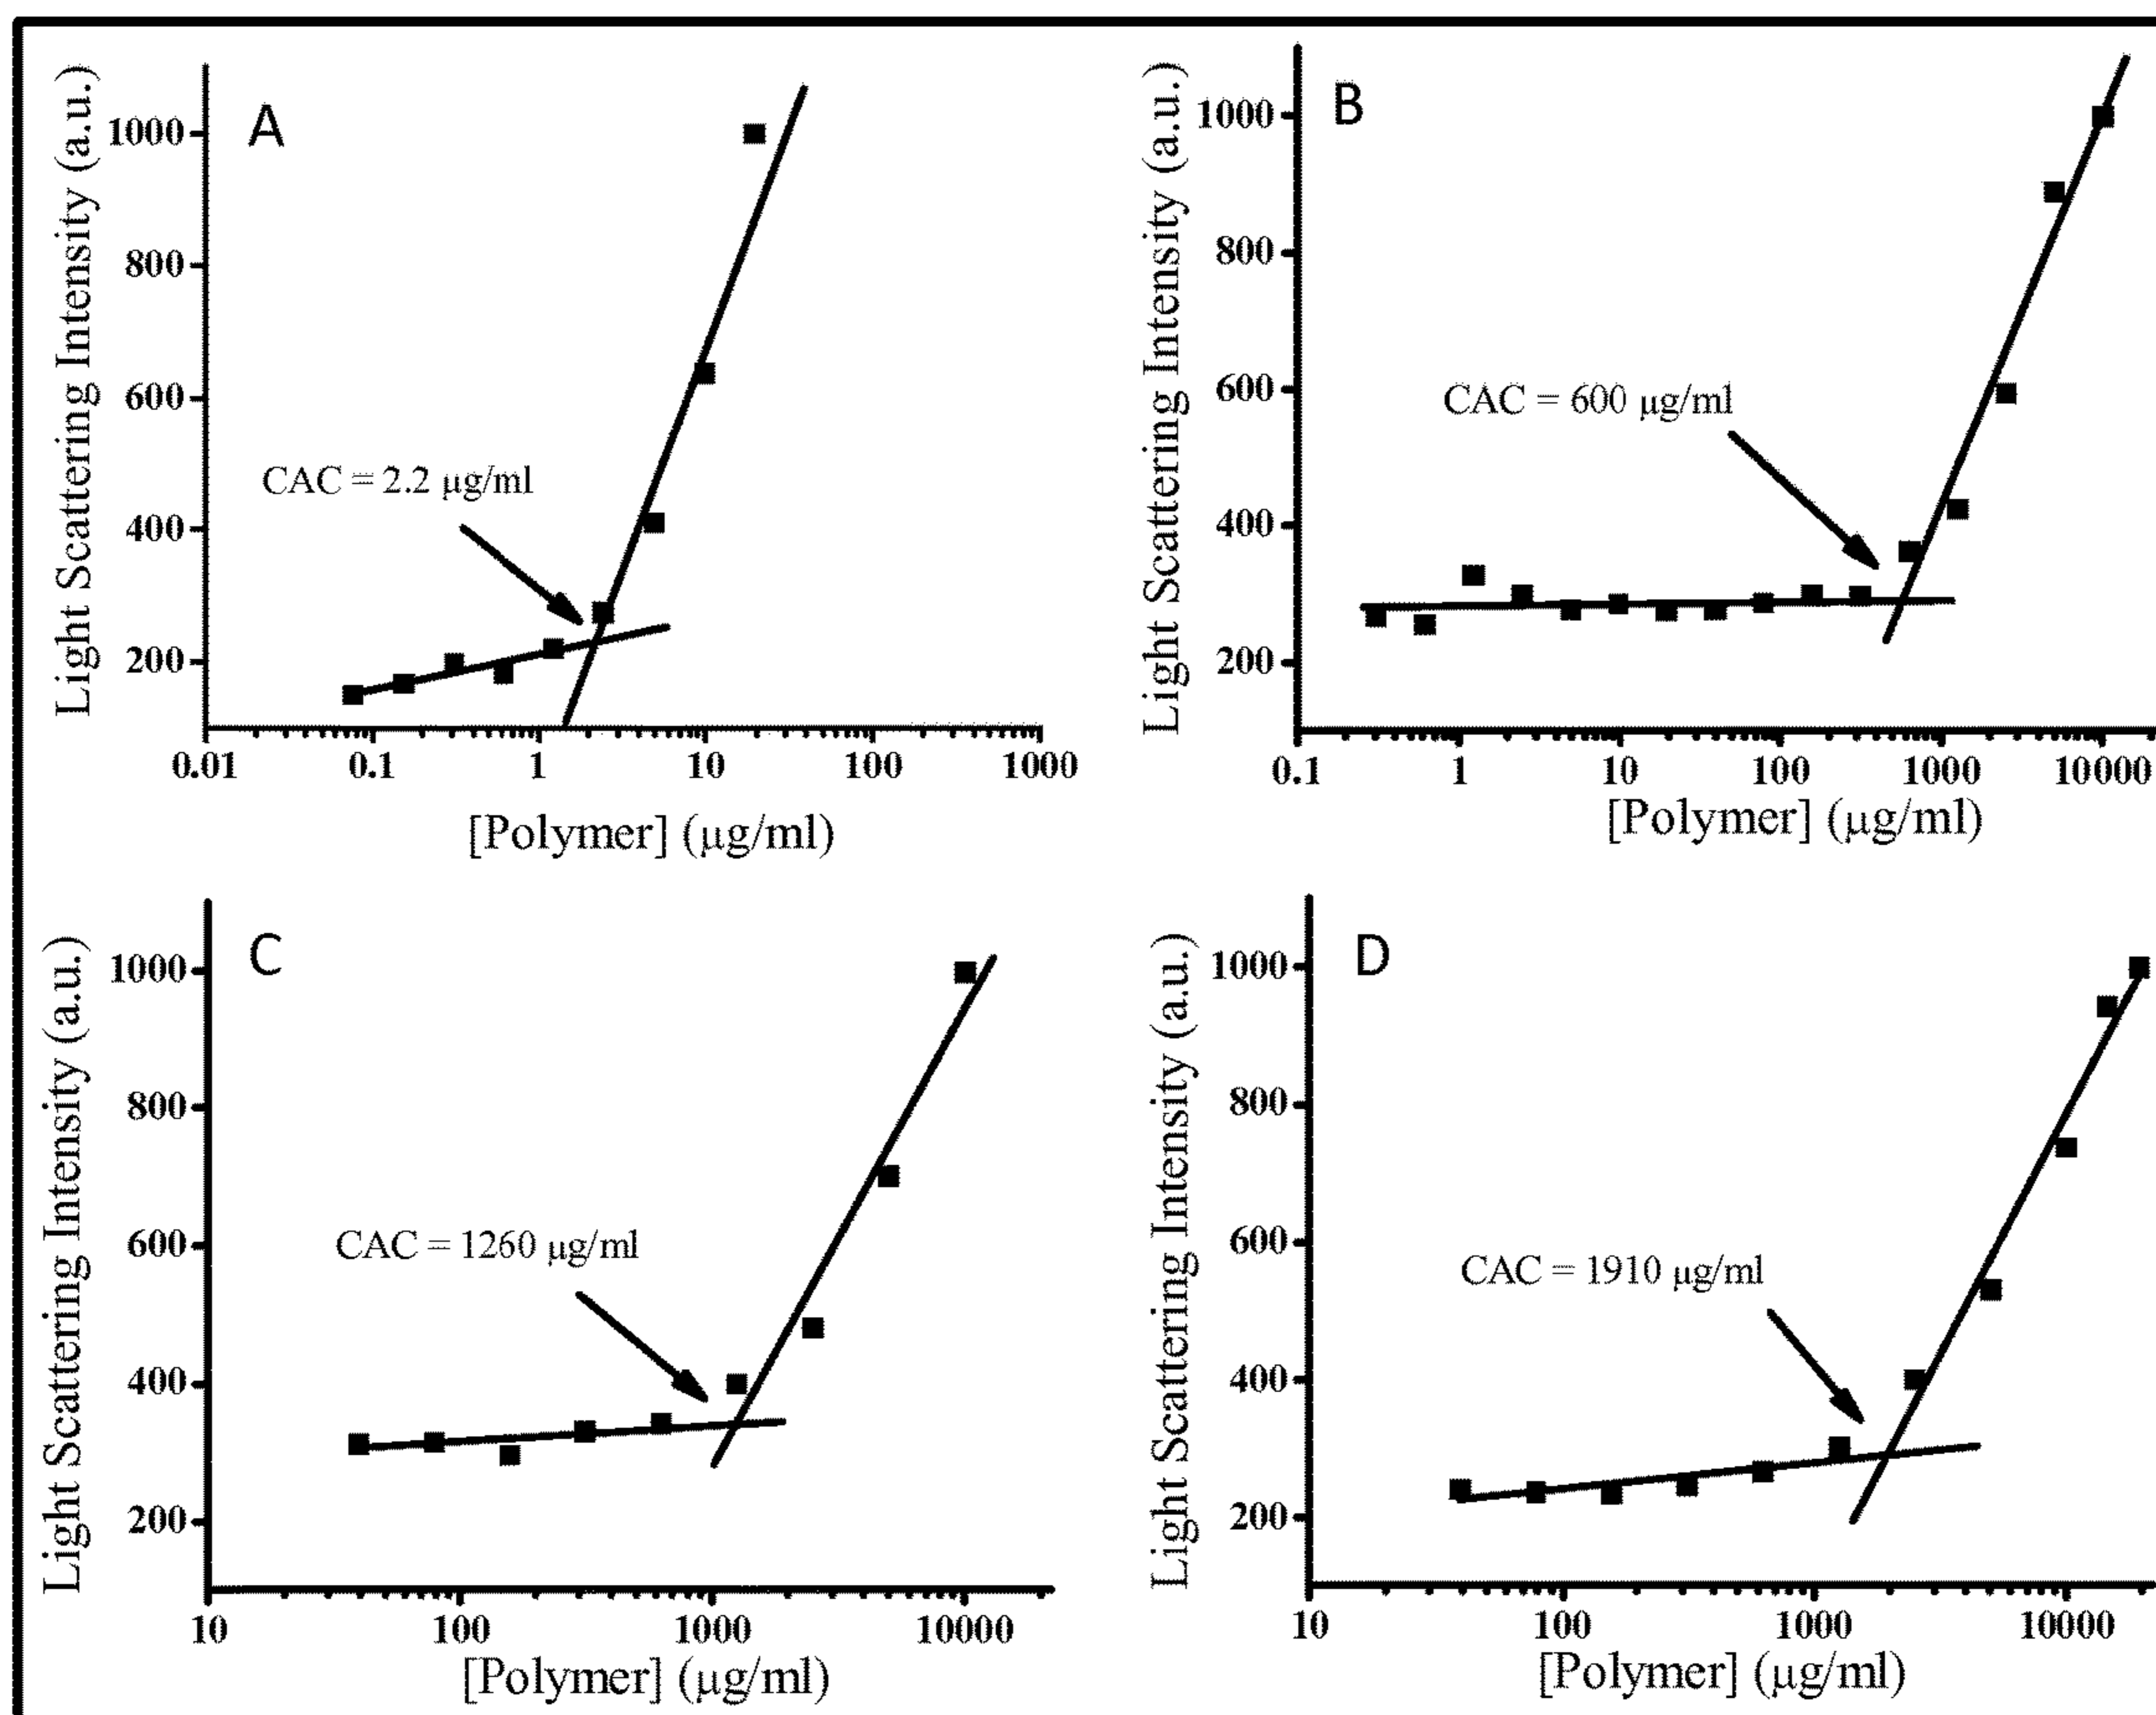 A
Light Scattering Intensity (a.u.)
1000
800
600
400
200
CAC = 2.2 μg/ml
0.01 0.1 1 10 100 1000
[Polymer] (μg/ml)
B
Light Scattering Intensity (a.u.)
1000
800
600
400
200
CAC = 600 μg/ml
0.1 1 10 100 1000 10000
[Polymer] (μg/ml)
C
Light Scattering Intensity (a.u.)
1000
800
600
400
200
CAC = 1260 μg/ml
10 100 1000 10000
[Polymer] (μg/ml)
D
Light Scattering Intensity (a.u.)
1000
800
600
400
200
CAC = 1910 μg/ml
10 100 1000 10000
[Polymer] (μg/ml)